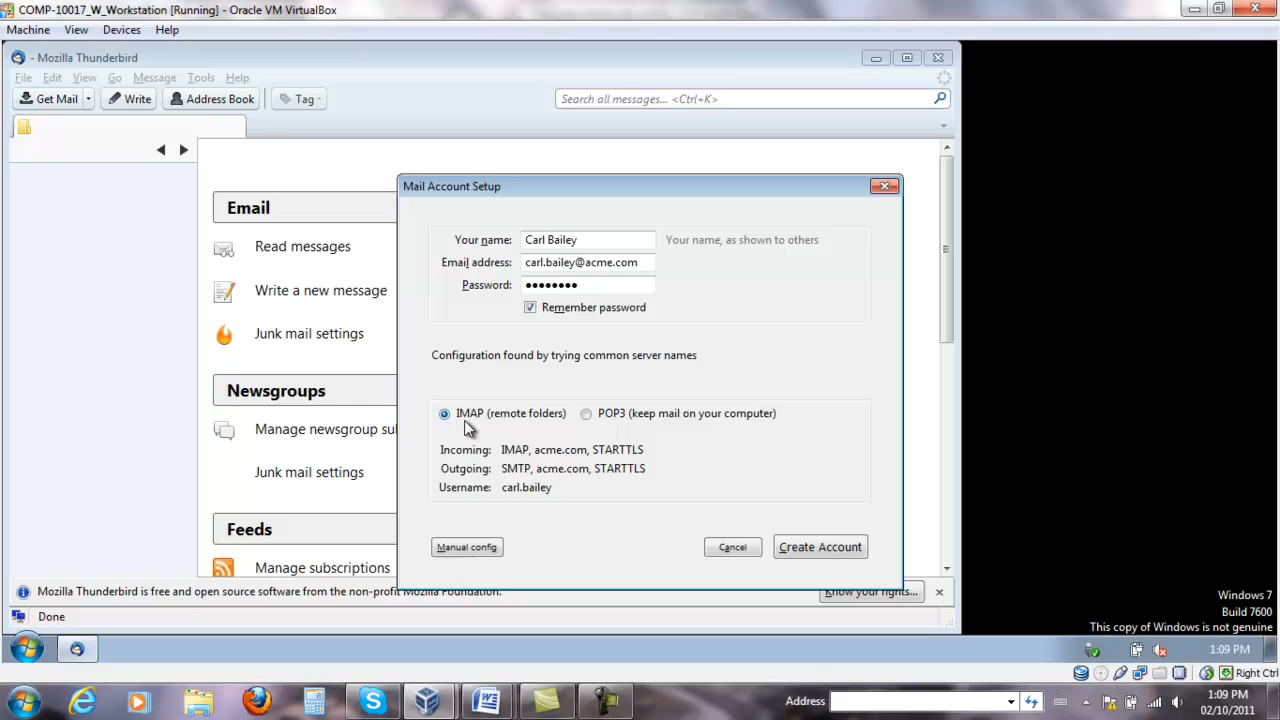 COMP-10017_W_Workstation [Running] - Oracle VM VirtualBox
Machine View Devices Help
- Mozilla Thunderbird
File Edit View Go Message Tools Help
Get Mail Write Address Book Tag
Search all messages... <Ctrl+K>
Mail Account Setup
Email
Read messages
Write a new message
Junk mail settings
Newsgroups
Manage newsgroup su
Junk mail settings
Feeds
Manage subscriptions
Your name: Carl Bailey Your name, as shown to others
Email address: carl.bailey@acme.com
Password: ••••••••
Remember password
Configuration found by trying common server names
IMAP (remote folders) POP3 (keep mail on your computer)
Incoming: IMAP, acme.com, STARTTLS
Outgoing: SMTP, acme.com, STARTTLS
Username: carl.bailey
Manual config Cancel Create Account
Mozilla Thunderbird is free and open source software from the non-profit Mozilla Foundation. Know your rights...
Done
Windows 7
Build 7600
This copy of Windows is not genuine
1:09 PM
Right Ctrl
Address
1:09 PM
02/10/2011